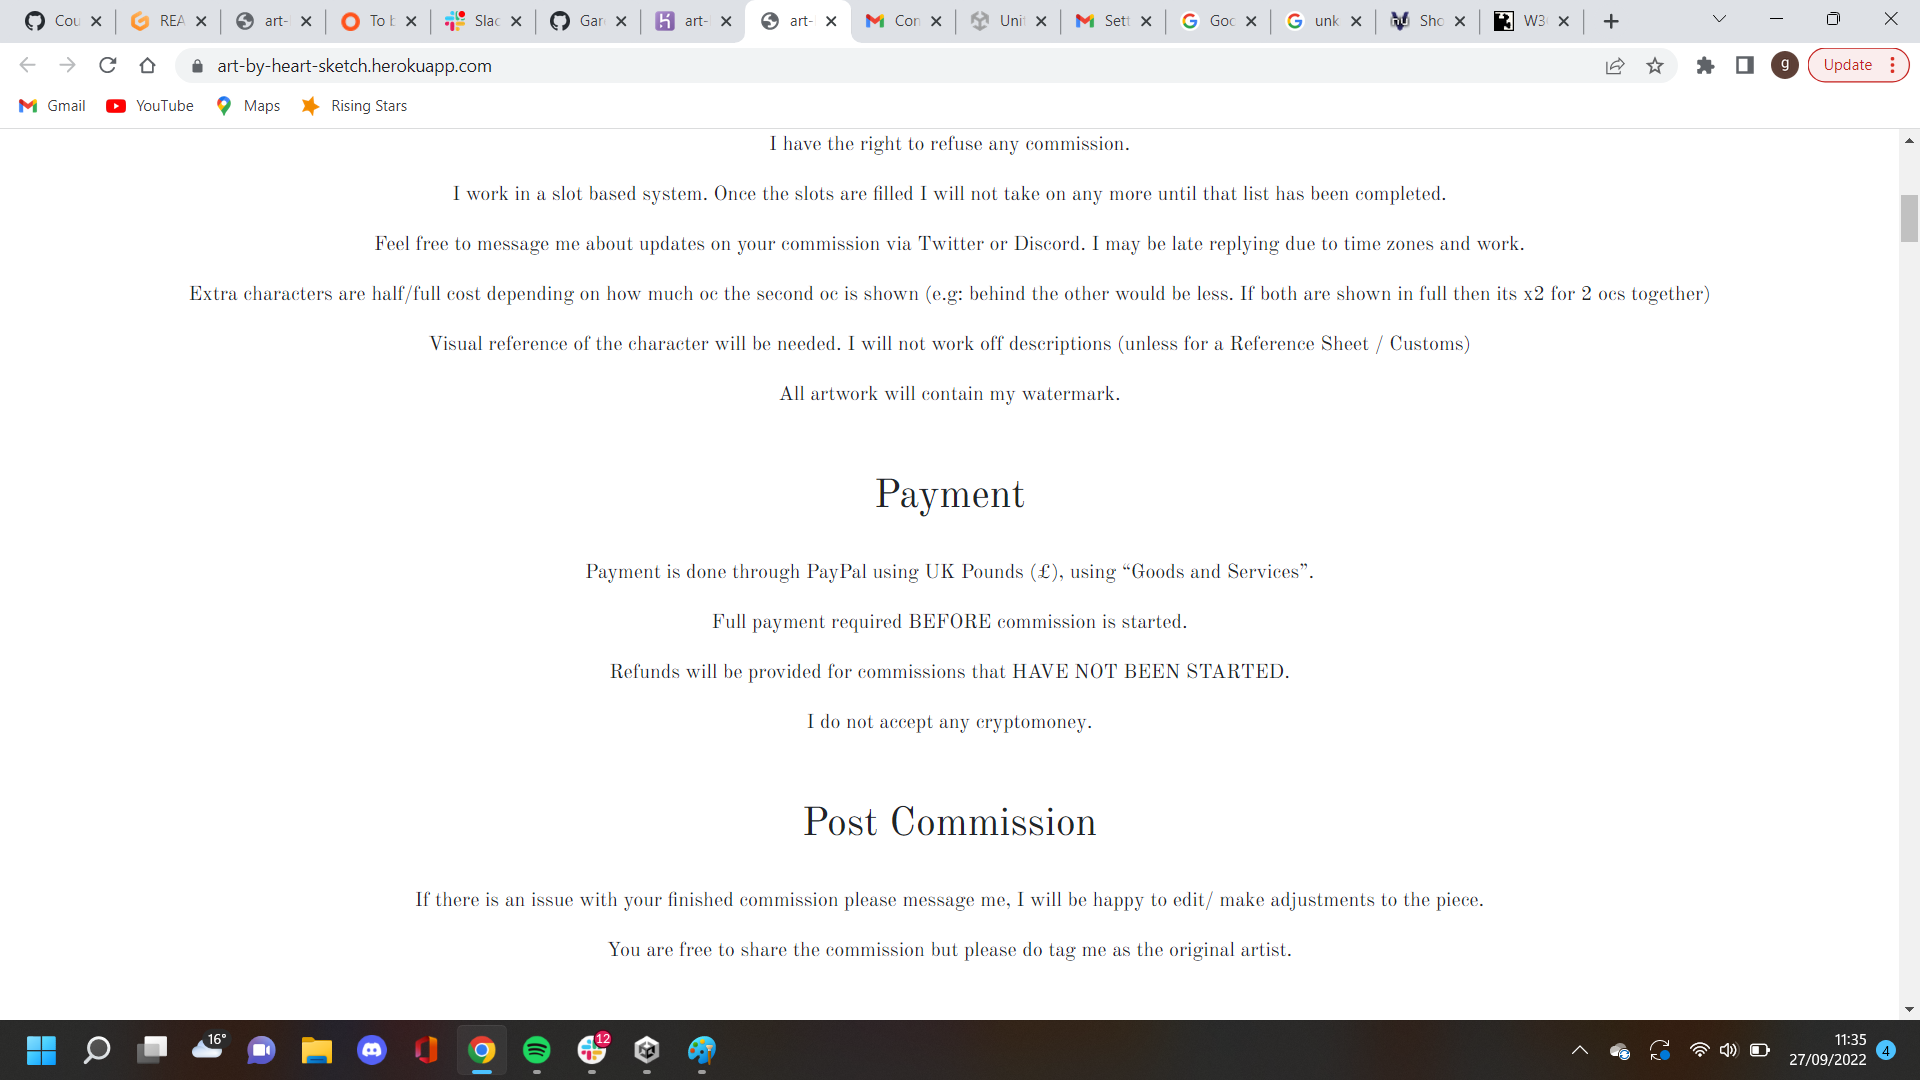 Cou
REA
art-
To b
Slac
Gar
art-
art-
Con
Unit
Sett
Goo
unk
Sho
W3
art-by-heart-sketch.herokuapp.com
g
Update
Gmail
YouTube
Maps
Rising Stars
I have the right to refuse any commission.
I work in a slot based system. Once the slots are filled I will not take on any more until that list has been completed.
Feel free to message me about updates on your commission via Twitter or Discord. I may be late replying due to time zones and work.
Extra characters are half/full cost depending on how much oc the second oc is shown (e.g: behind the other would be less. If both are shown in full then its x2 for 2 ocs together)
Visual reference of the character will be needed. I will not work off descriptions (unless for a Reference Sheet / Customs)
All artwork will contain my watermark.
Payment
Payment is done through PayPal using UK Pounds (£), using “Goods and Services”.
Full payment required BEFORE commission is started.
Refunds will be provided for commissions that HAVE NOT BEEN STARTED.
I do not accept any cryptomoney.
Post Commission
If there is an issue with your finished commission please message me, I will be happy to edit/ make adjustments to the piece.
You are free to share the commission but please do tag me as the original artist.
16°
12
11:35
27/09/2022
4